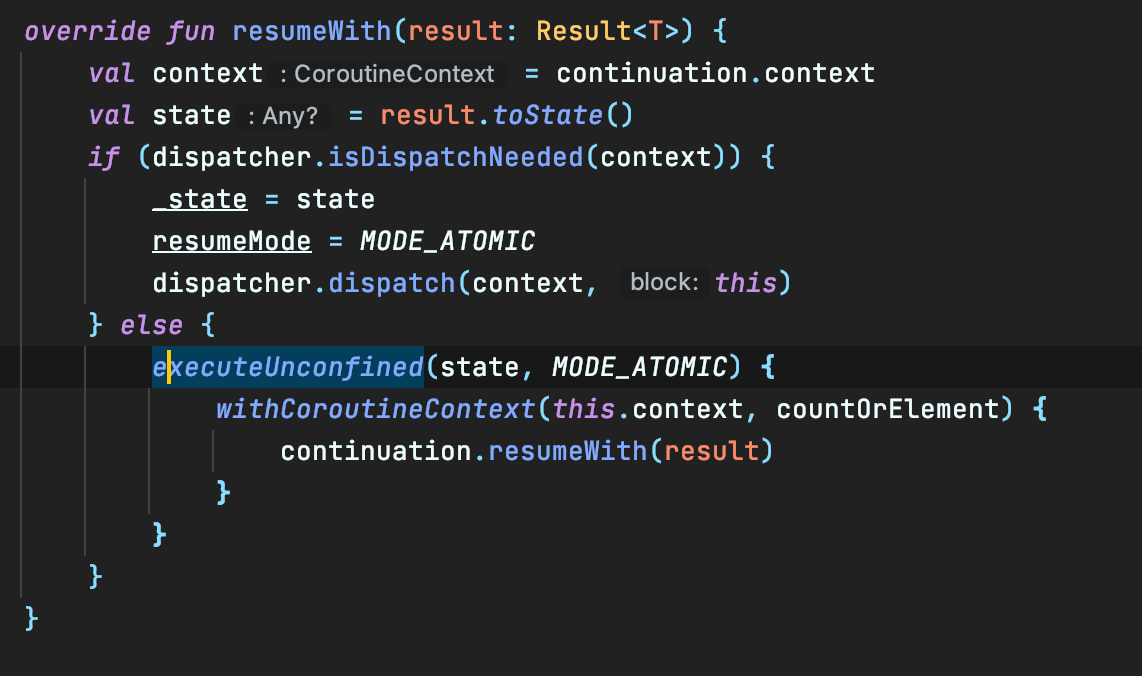 override fun resumeWith(result: Result<T>) {
    val context : CoroutineContext = continuation.context
    val state : Any? = result.toState()
    if (dispatcher.isDispatchNeeded(context)) {
        _state = state
        resumeMode = MODE_ATOMIC
        dispatcher.dispatch(context, block: this)
    } else {
        executeUnconfined(state, MODE_ATOMIC) {
            withCoroutineContext(this.context, countOrElement) {
                continuation.resumeWith(result)
            }
        }
    }
}